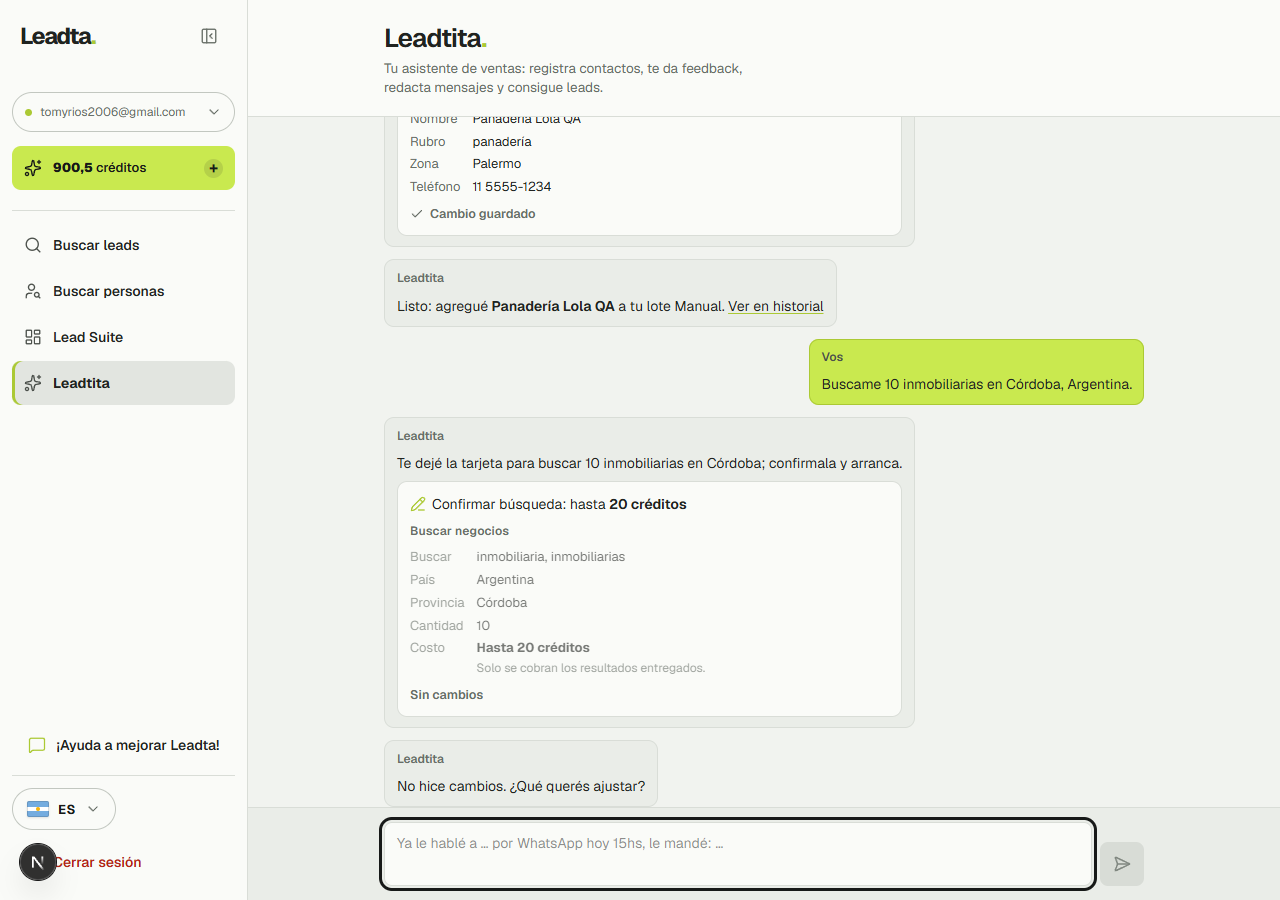 Leadta.
tomyrios2006@gmail.com
900,5 créditos
+
Buscar leads
Buscar personas
Lead Suite
Leadtita
¡Ayuda a mejorar Leadta!
ES
N
Cerrar sesión
Leadtita.
Tu asistente de ventas: registra contactos, te da feedback,
redacta mensajes y consigue leads.
Nombre Panadería Lola QA
Rubro panadería
Zona Palermo
Teléfono 11 5555-1234
Cambio guardado
Leadtita
Listo: agregué Panadería Lola QA a tu lote Manual. Ver en historial
Vos
Buscame 10 inmobiliarias en Córdoba, Argentina.
Leadtita
Te dejé la tarjeta para buscar 10 inmobiliarias en Córdoba; confirmala y arranca.
Confirmar búsqueda: hasta 20 créditos
Buscar negocios
Buscar inmobiliaria, inmobiliarias
País Argentina
Provincia Córdoba
Cantidad 10
Costo Hasta 20 créditos
Solo se cobran los resultados entregados.
Sin cambios
Leadtita
No hice cambios. ¿Qué querés ajustar?
Ya le hablé a … por WhatsApp hoy 15hs, le mandé: …